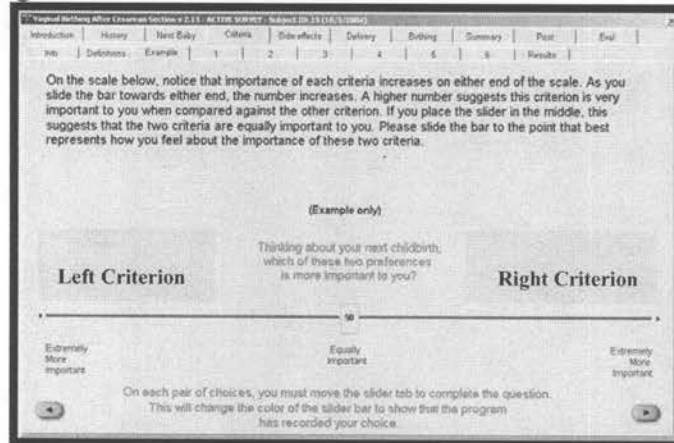 Vaginal Birthing After Cesarean Section v 2.11 - ACTIVE SURVEY - Subject ID 19 (10/5/2004)
Introduction History Next Baby Criteria Side effects Delivery Birthing Summary Post Eval
Info Definitions Example 1 2 3 4 5 6 Results
On the scale below, notice that importance of each criteria increases on either end of the scale. As you
slide the bar towards either end, the number increases. A higher number suggests this criterion is very
important to you when compared against the other criterion. If you place the slider in the middle, this
suggests that the two criteria are equally important to you. Please slide the bar to the point that best
represents how you feel about the importance of these two criteria.
(Example only)
Thinking about your next childbirth,
which of these two preferences
is more important to you?
Left Criterion
Right Criterion
50
Extremely
More
Important
Equally
Important
Extremely
More
Important
On each pair of choices, you must move the slider tab to complete the question.
This will change the color of the slider bar to show that the program
has recorded your choice.